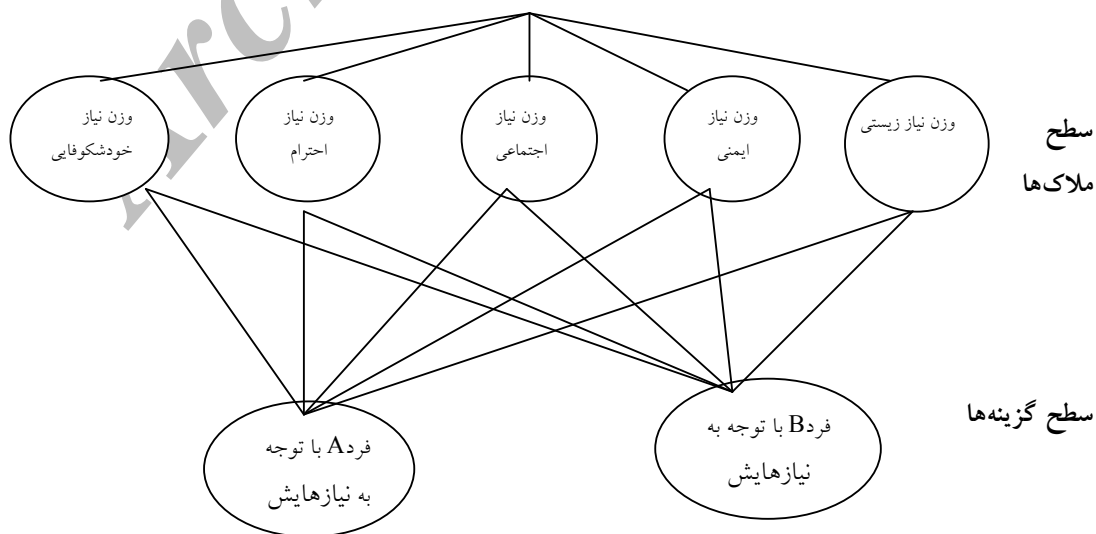 وزن نیاز زیستی
وزن نیاز
ایمنی
وزن نیاز
اجتماعی
وزن نیاز
احترام
وزن نیاز
خودشکوفایی
سطح
ملاک‌ها
سطح گزینه‌ها
فردB با توجه به
نیازهایش
فردA با توجه
به نیازهایش